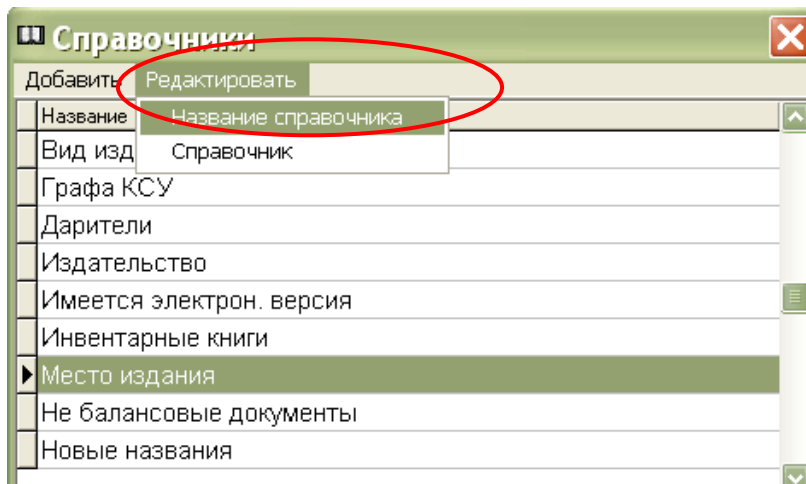 Справочники
Добавить Редактировать
Название
Название справочника
Вид изд
Справочник
Графа КСУ
Дарители
Издательство
Имеется электрон. версия
Инвентарные книги
Место издания
Не балансовые документы
Новые названия